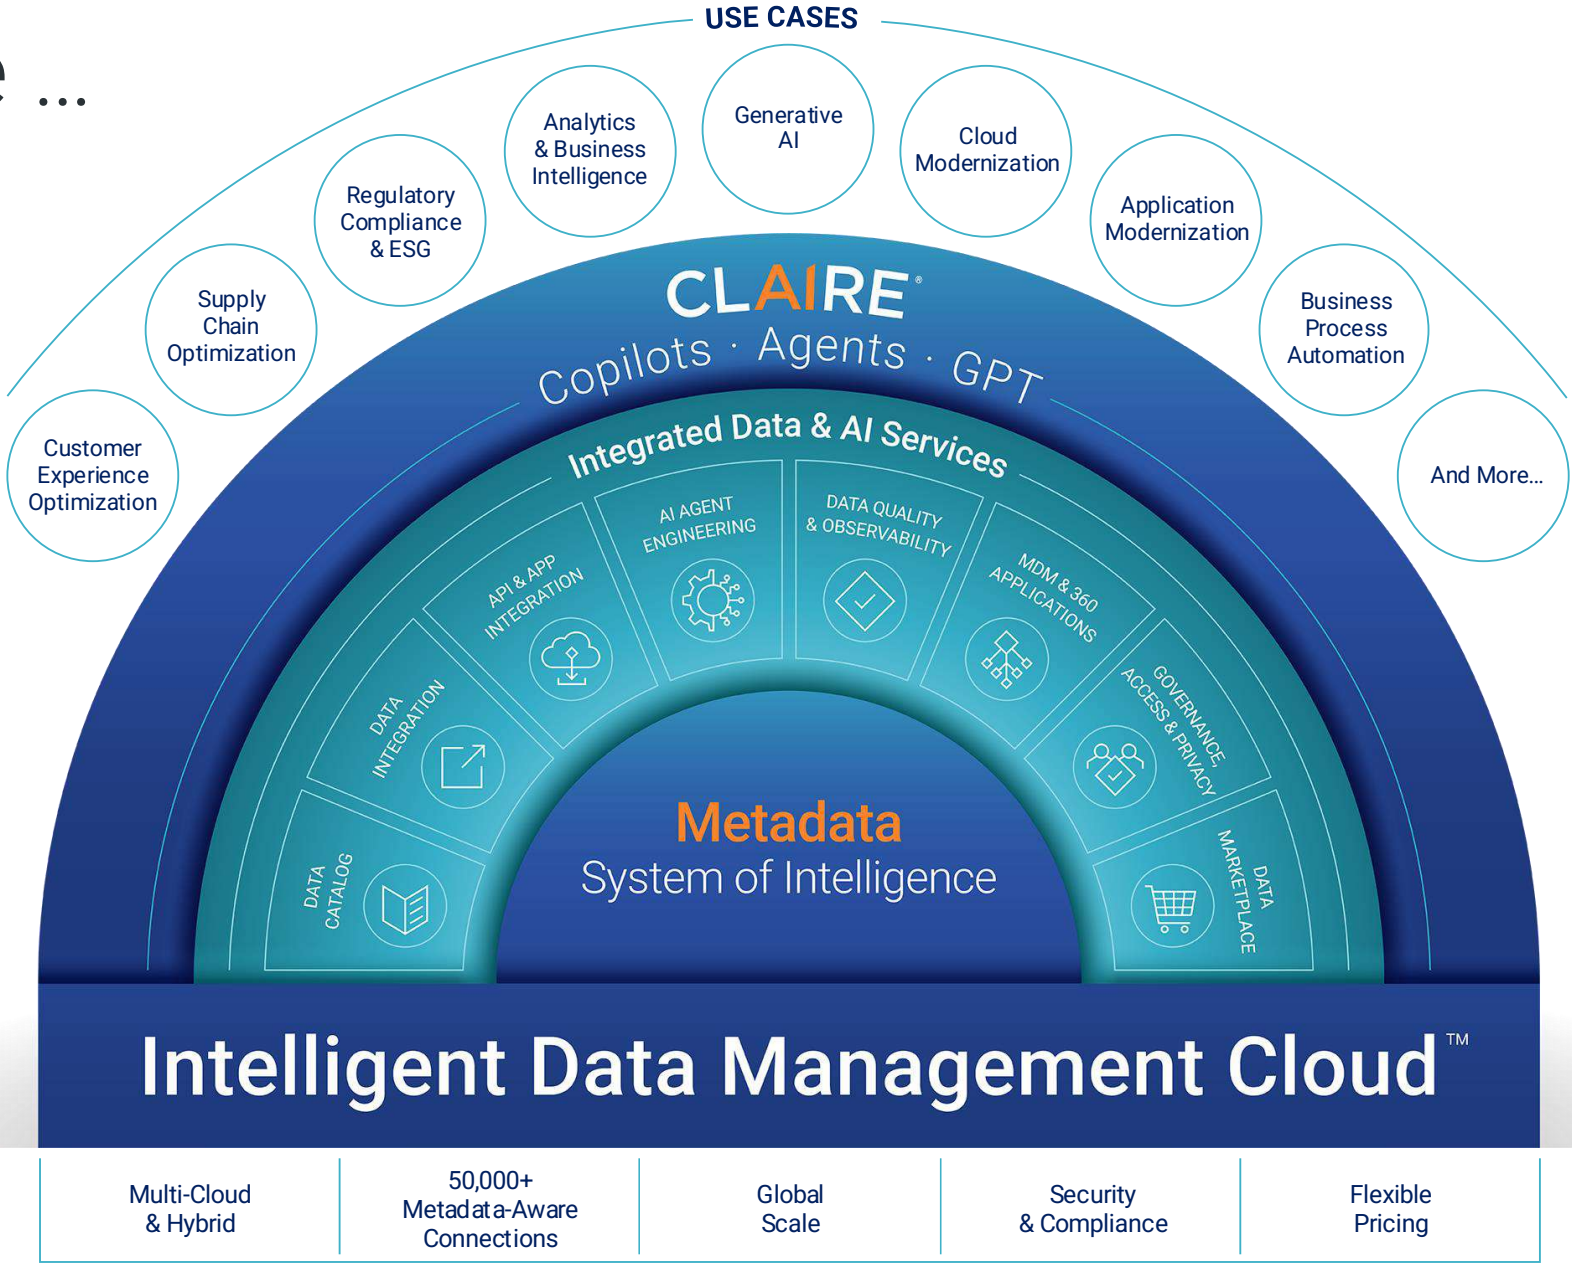 e ...
USE CASES
Customer
Experience
Optimization
Supply
Chain
Optimization
Regulatory
Compliance
& ESG
Analytics
& Business
Intelligence
Generative
AI
Cloud
Modernization
Application
Modernization
Business
Process
Automation
And More...
CLAIRE®
Copilots · Agents · GPT
Integrated Data & AI Services
DATA
CATALOG
DATA
INTEGRATION
API & APP
INTEGRATION
AI AGENT
ENGINEERING
DATA QUALITY
& OBSERVABILITY
MDM & 360
APPLICATIONS
GOVERNANCE,
ACCESS & PRIVACY
DATA
MARKETPLACE
Metadata
System of Intelligence
Intelligent Data Management Cloud™
Multi-Cloud
& Hybrid
50,000+
Metadata-Aware
Connections
Global
Scale
Security
& Compliance
Flexible
Pricing